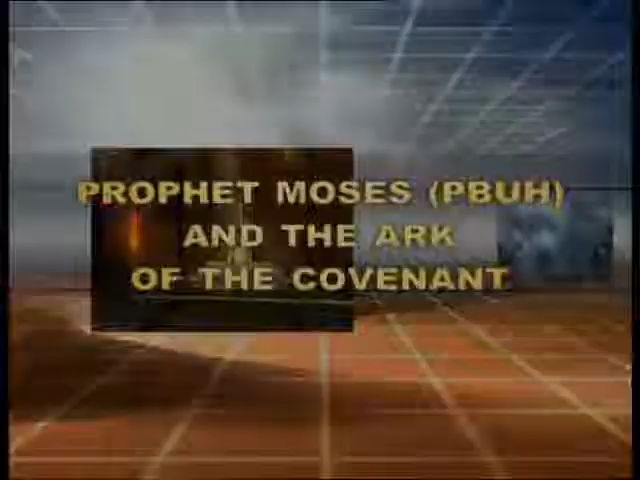 PROPHET MOSES (PBUH)
AND THE ARK
OF THE COVENANT